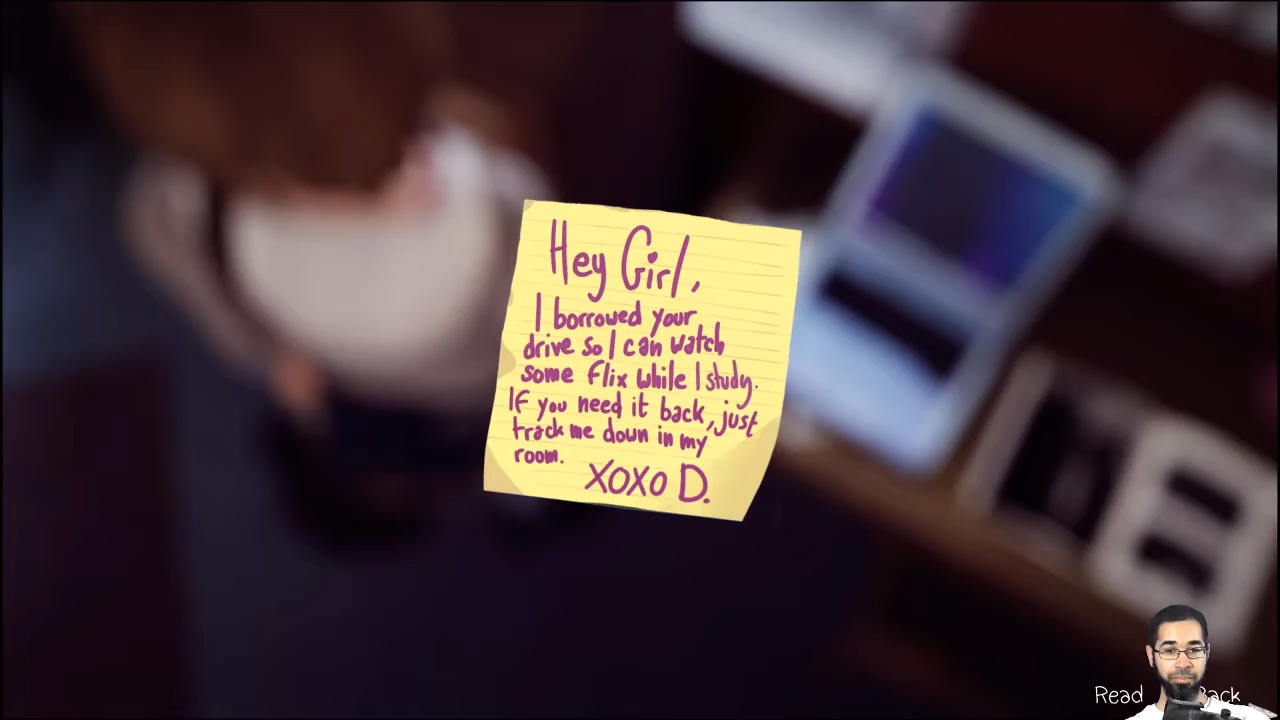 Hey Girl,
I borrowed your
drive so I can watch
some flix while I study.
If you need it back, just
track me down in my
room.
XOXO D.
Read
Back